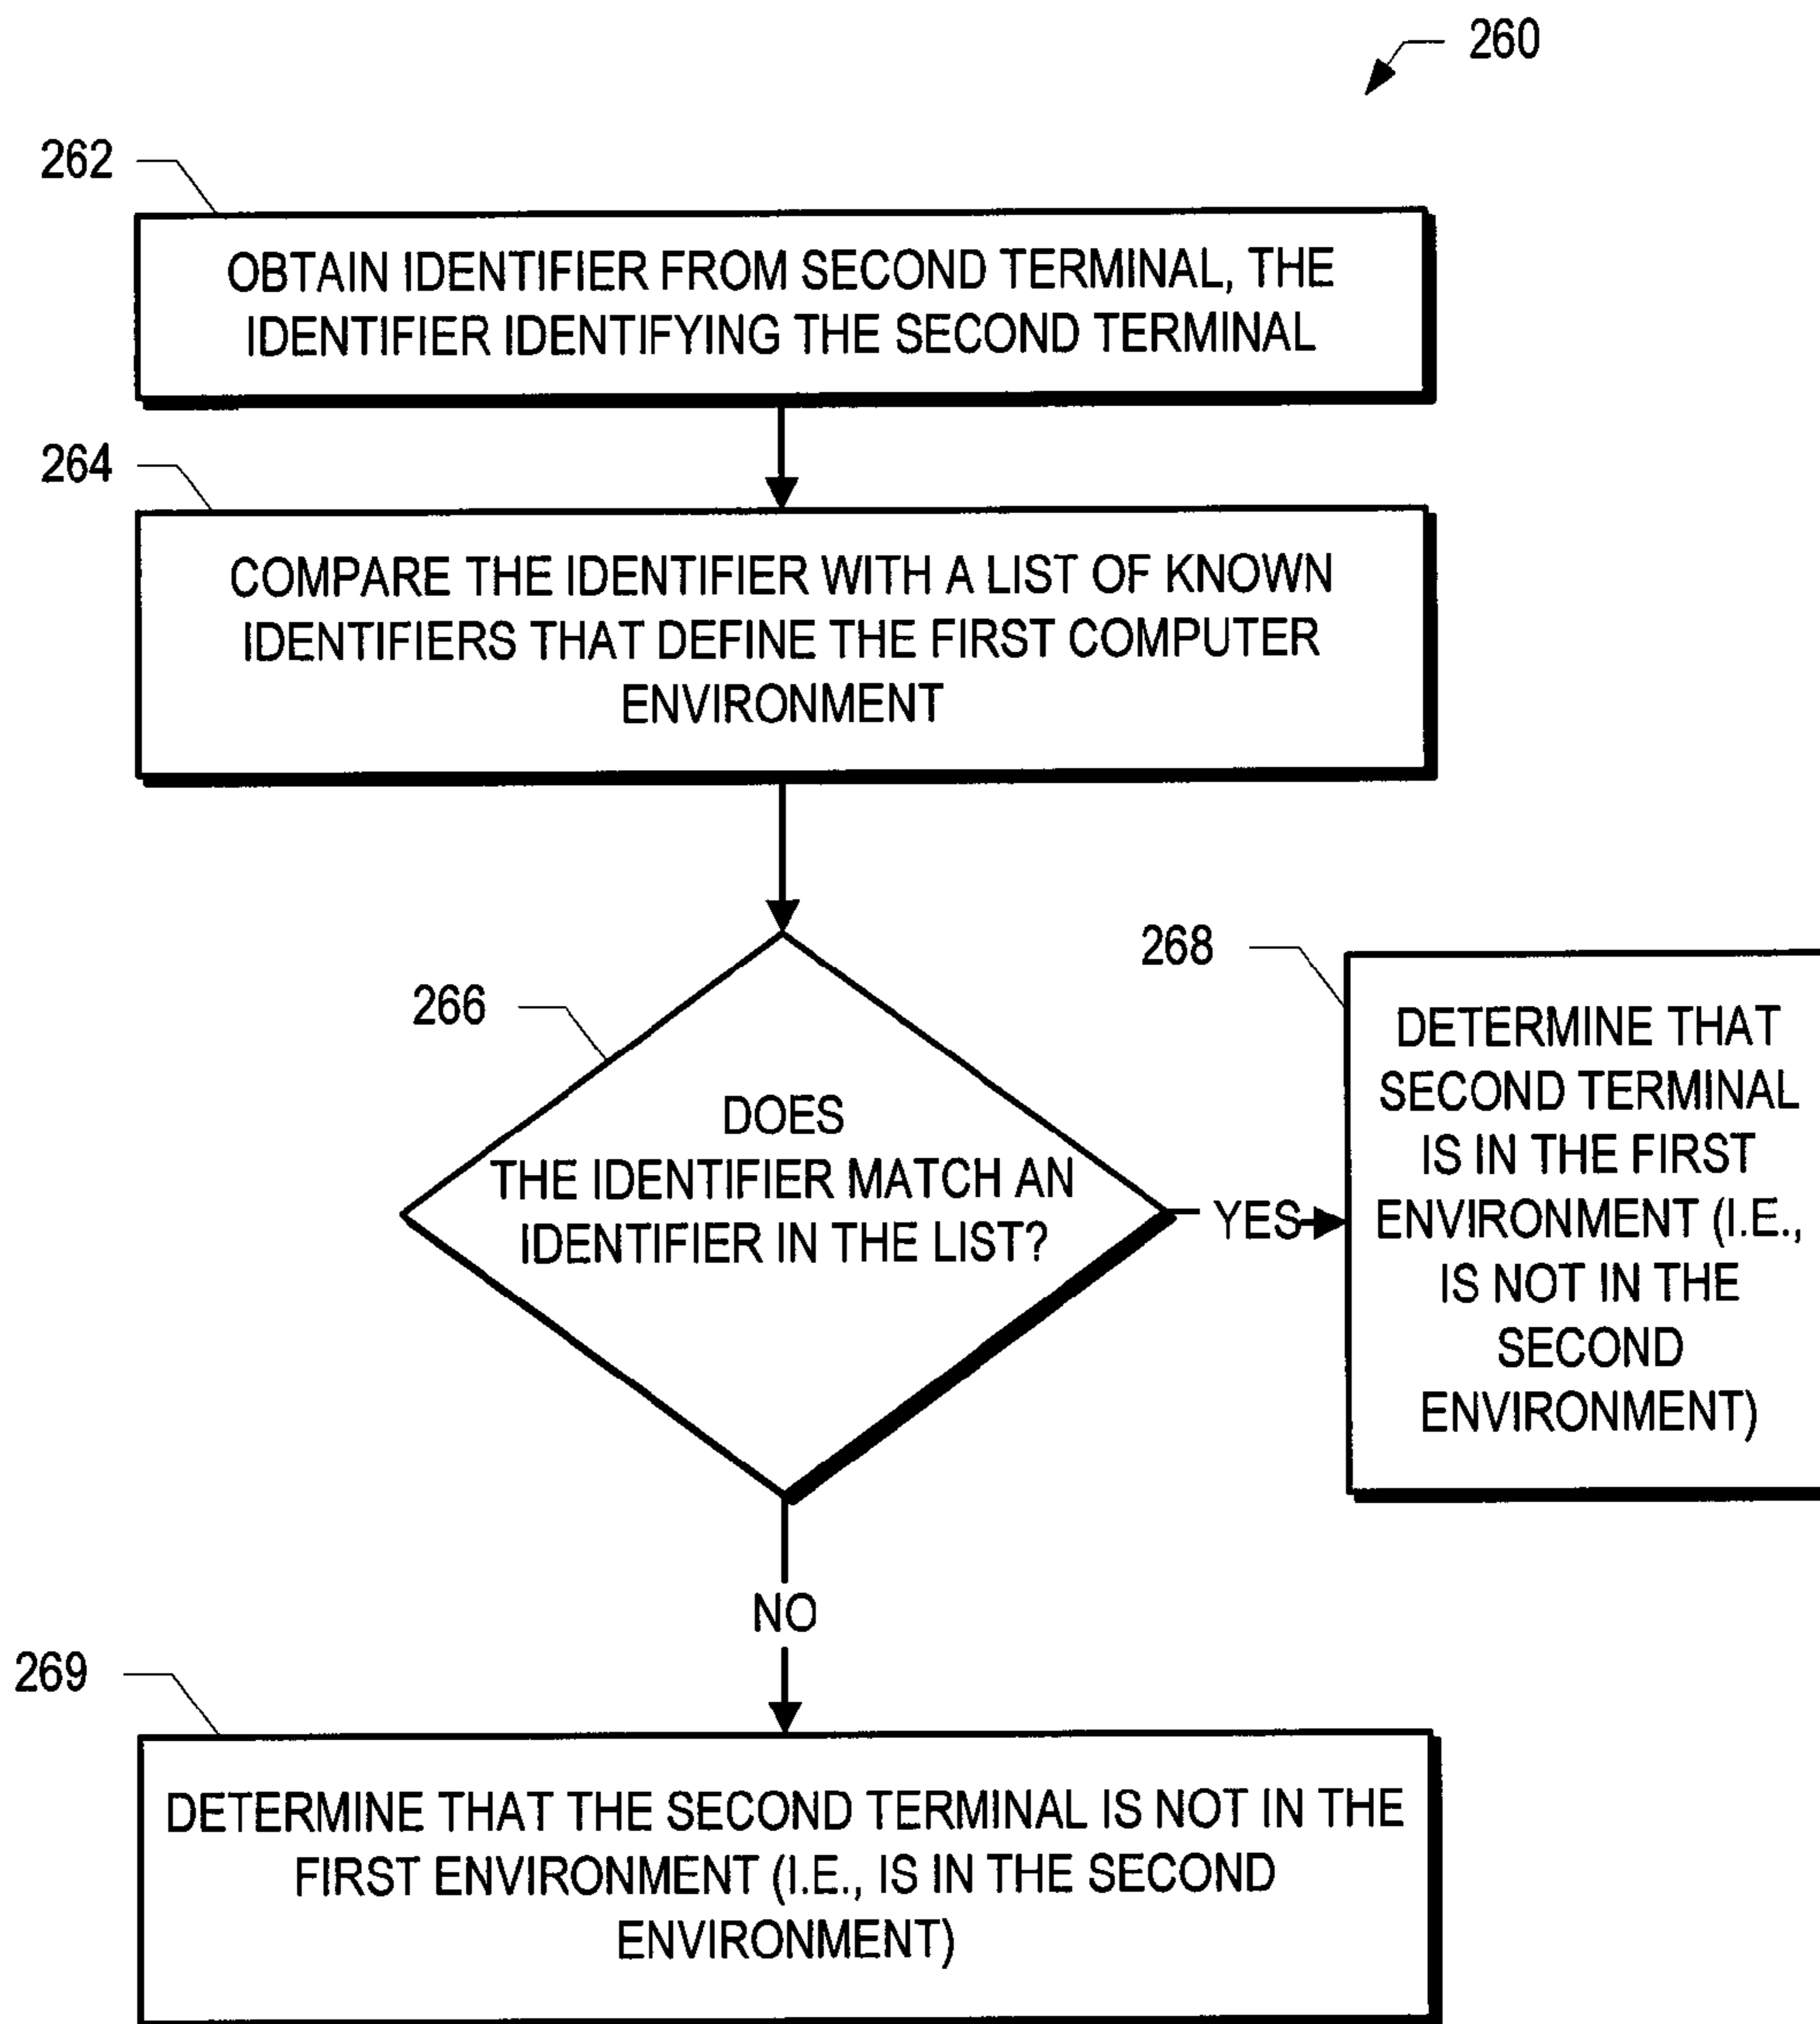 260
262
OBTAIN IDENTIFIER FROM SECOND TERMINAL, THE
IDENTIFIER IDENTIFYING THE SECOND TERMINAL
264
COMPARE THE IDENTIFIER WITH A LIST OF KNOWN
IDENTIFIERS THAT DEFINE THE FIRST COMPUTER
ENVIRONMENT
266
DOES
THE IDENTIFIER MATCH AN
IDENTIFIER IN THE LIST?
YES
268
DETERMINE THAT
SECOND TERMINAL
IS IN THE FIRST
ENVIRONMENT (I.E.,
IS NOT IN THE
SECOND
ENVIRONMENT)
NO
269
DETERMINE THAT THE SECOND TERMINAL IS NOT IN THE
FIRST ENVIRONMENT (I.E., IS IN THE SECOND
ENVIRONMENT)